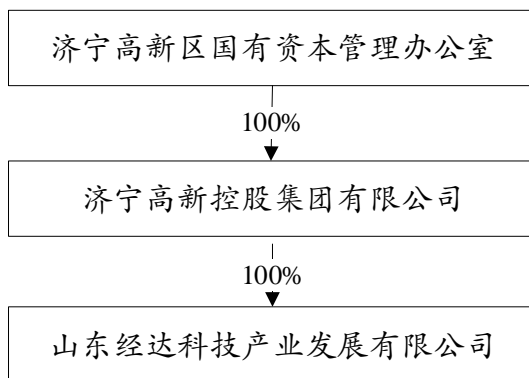 济宁高新区国有资本管理办公室
100%
济宁高新控股集团有限公司
100%
山东经达科技产业发展有限公司